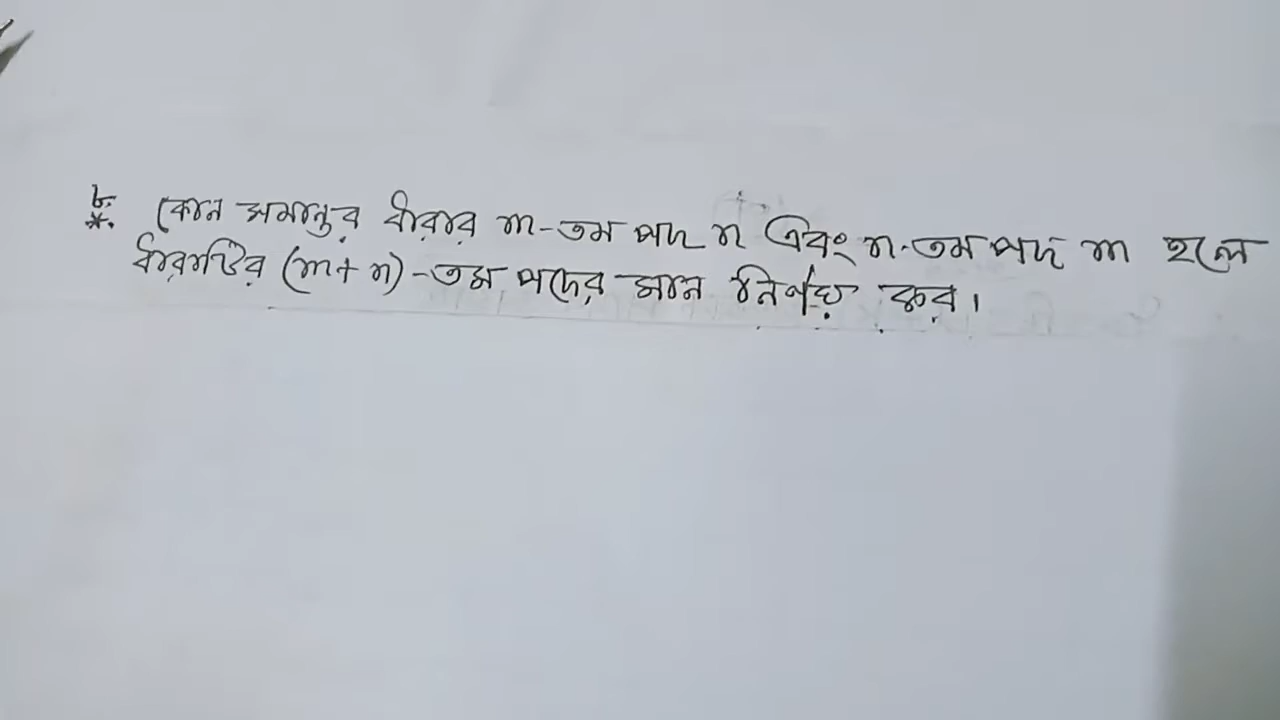 ৮.
*. কোন সমান্তর ধারার m-তম পদ n এবং n-তম পদ m হলে
ধারাটির (m+n)-তম পদের মান নির্ণয় কর।